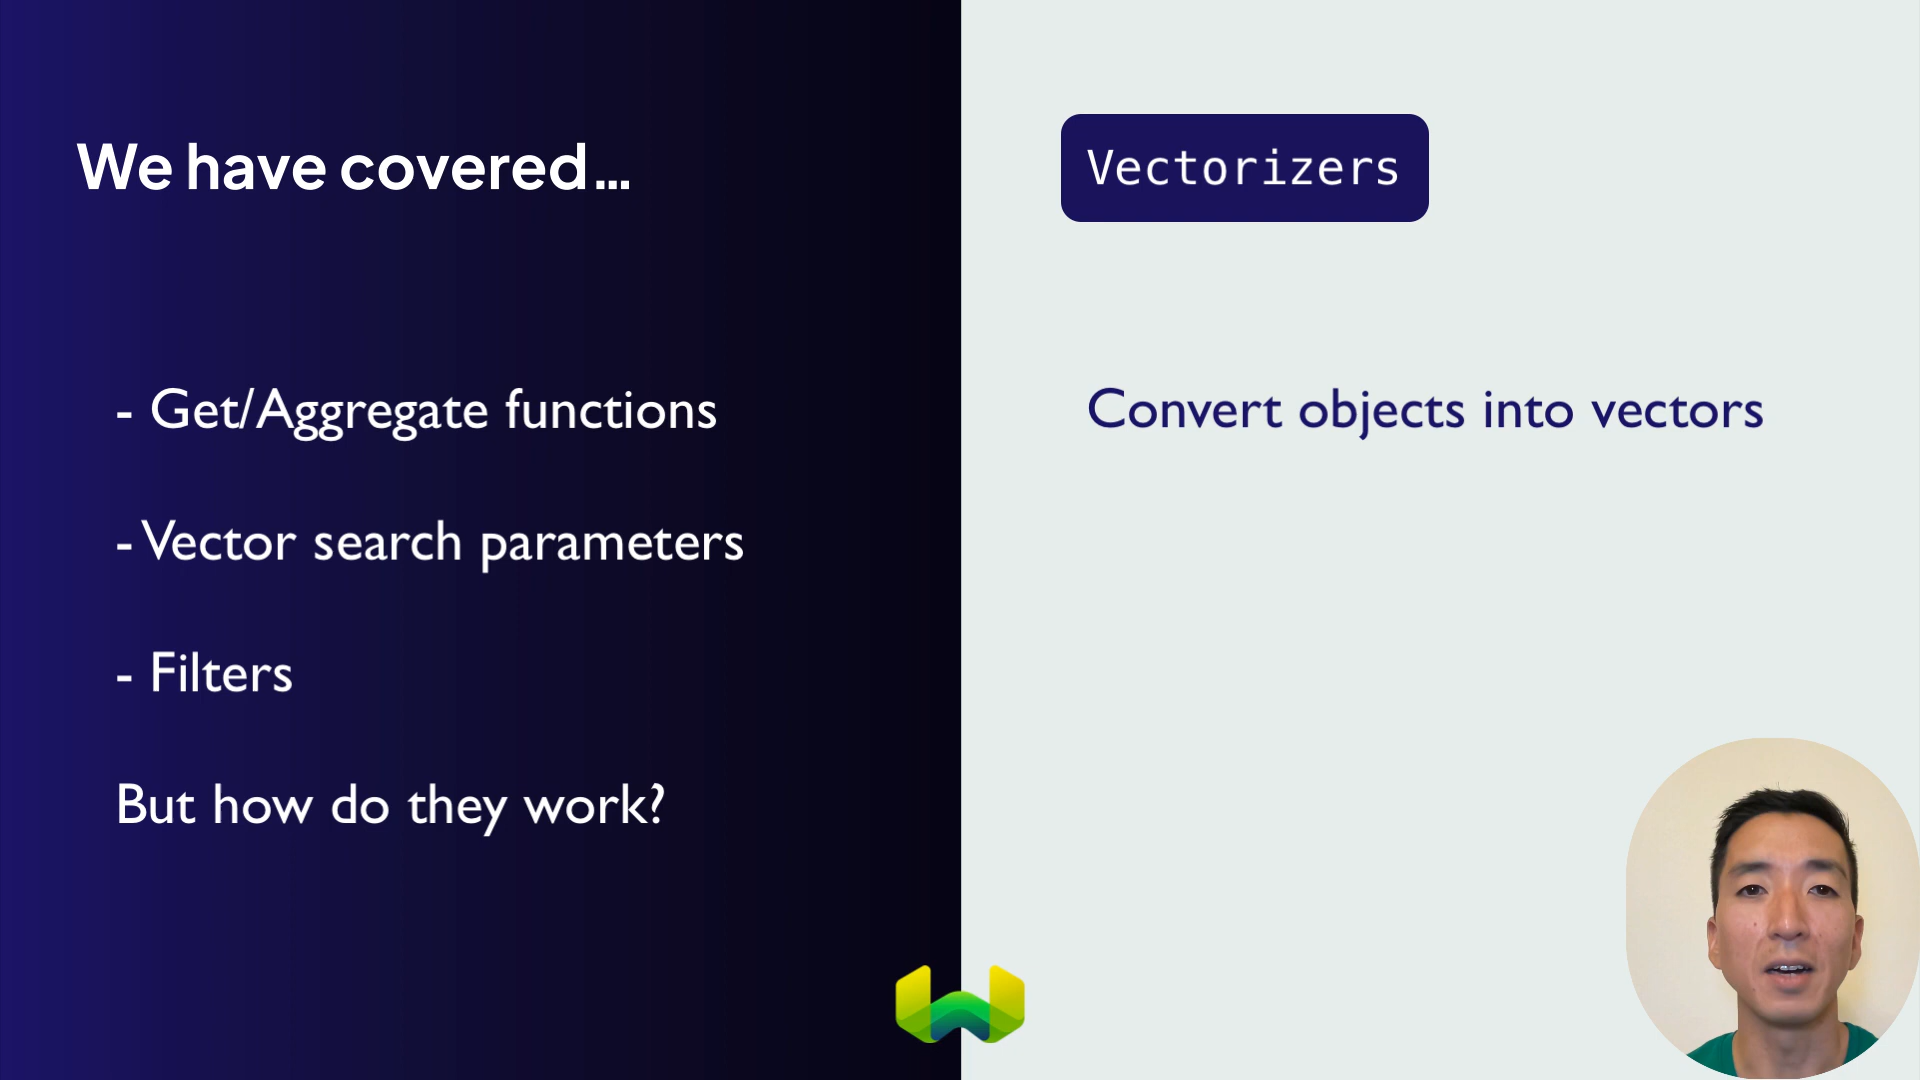 We have covered...
- Get/Aggregate functions
- Vector search parameters
- Filters
But how do they work?
Vectorizers
Convert objects into vectors